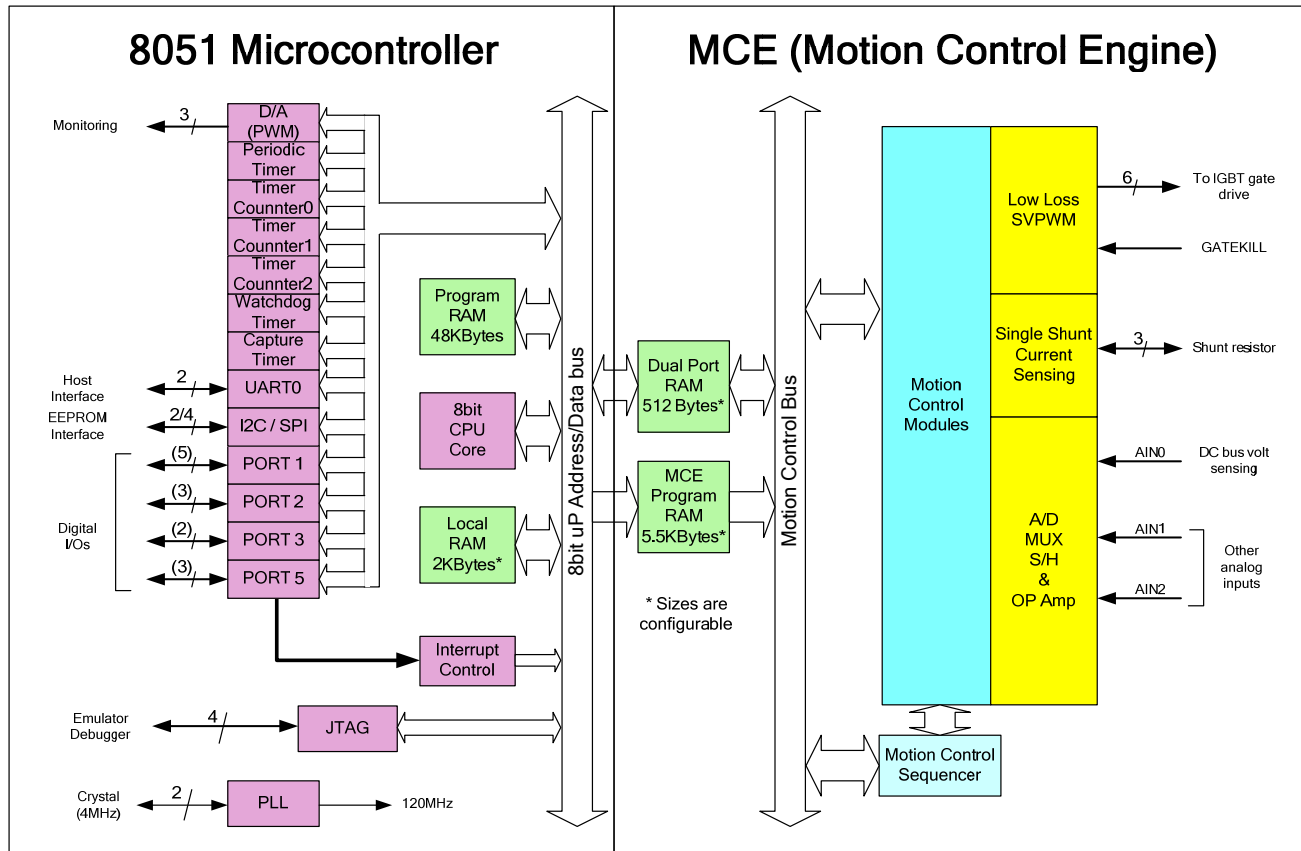 8051 Microcontroller
MCE (Motion Control Engine)
Monitoring
3
D/A
(PWM)
Periodic
Timer
Timer
Counnter0
Timer
Counnter1
Timer
Counnter2
Watchdog
Timer
Capture
Timer
Host
Interface
2
UART0
EEPROM
Interface
2/4
I2C / SPI
Digital
I/Os
(5)
PORT 1
(3)
PORT 2
(2)
PORT 3
(3)
PORT 5
Program
RAM
48KBytes
8bit
CPU
Core
Local
RAM
2KBytes*
Interrupt
Control
Emulator
Debugger
4
JTAG
Crystal
(4MHz)
2
PLL
120MHz
8bit uP Address/Data bus
Dual Port
RAM
512 Bytes*
MCE
Program
RAM
5.5KBytes*
* Sizes are
configurable
Motion Control Bus
Motion
Control
Modules
Low Loss
SVPWM
6
To IGBT gate
drive
GATEKILL
Single Shunt
Current
Sensing
3
Shunt resistor
A/D
MUX
S/H
&
OP Amp
AIN0
DC bus volt
sensing
AIN1
AIN2
Other
analog
inputs
Motion Control
Sequencer